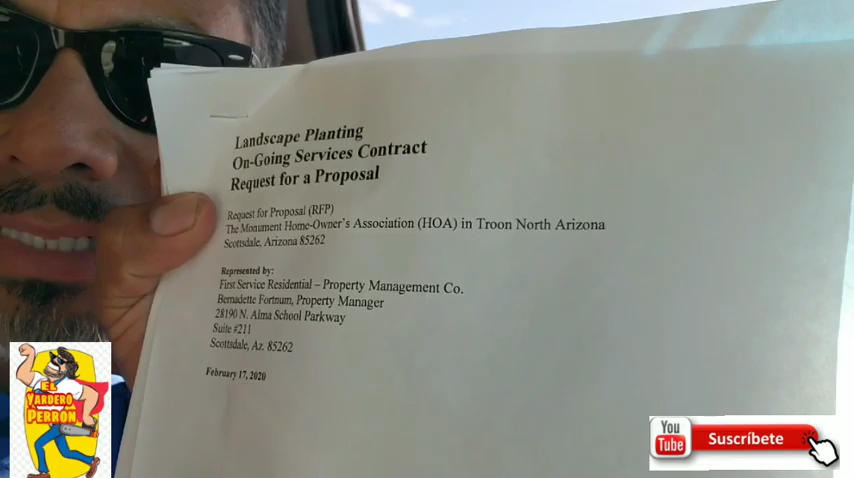 Landscape Planting
On-Going Services Contract
Request for a Proposal
Request for Proposal (RFP)
The Monument Home-Owner's Association (HOA) in Troon North Arizona
Scottsdale, Arizona 85262
Represented by:
First Service Residential – Property Management Co.
Bernadette Fortnum, Property Manager
28190 N. Alma School Parkway
Suite #211
Scottsdale, Az. 85262
February 17, 2020
EL
YARDERO
PERRÓN
You
Tube
Suscríbete